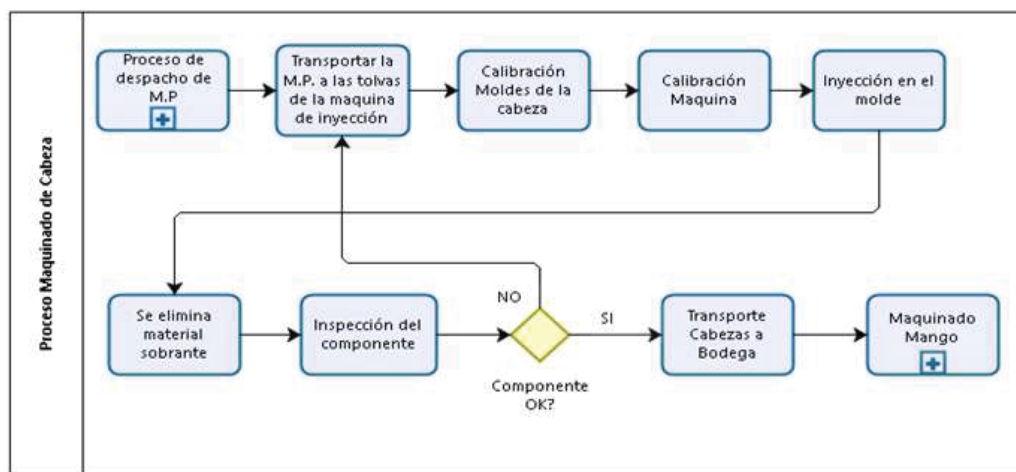 Proceso Maquinado de Cabeza
Proceso de
despacho de
M.P
Transportar la
M.P. a las tolvas
de la maquina
de inyección
Calibración
Moldes de la
cabeza
Calibración
Maquina
Inyección en el
molde
Se elimina
material
sobrante
Inspección del
componente
NO
Componente
OK?
SI
Transporte
Cabezas a
Bodega
Maquinado
Mango